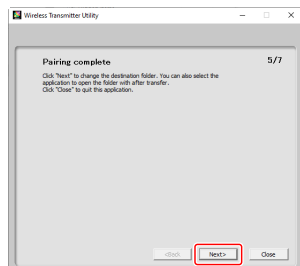 Wireless Transmitter Utility
Pairing complete 5/7
Click "Next" to change the destination folder. You can also select the
application to open the folder with after transfer.
Click "Close" to quit this application.
<Back Next> Close